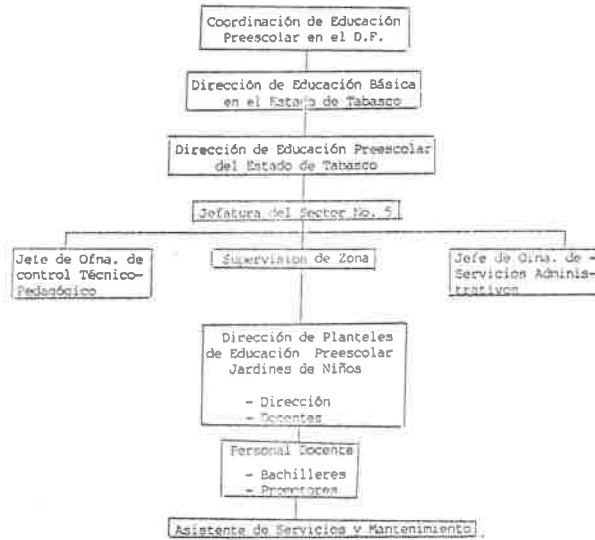 Coordinación de Educación
Preescolar en el D.F.
Dirección de Educación Básica
en el Estado de Tabasco
Dirección de Educación Preescolar
del Estado de Tabasco
Jefatura del Sector No. 5
Jefe de Ofna. de
control Técnico-
Pedagógico
Supervision de Zona
Jefe de Ofna. de -
Servicios Adminis-
trativos
Dirección de Planteles
de Educación Preescolar
Jardines de Niños
- Dirección
- Docentes
Personal Docente
- Bachilleres
- Promotores
Asistente de Servicios y Mantenimiento